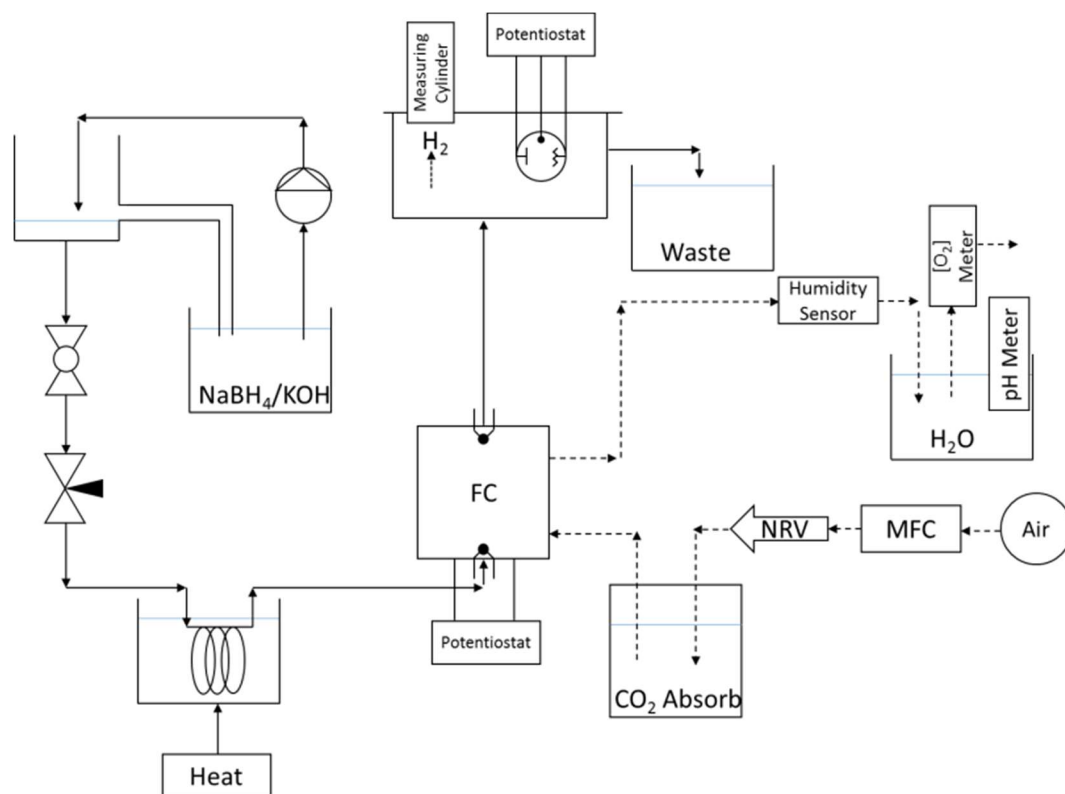 Potentiostat
Measuring
Cylinder
H₂
Waste
Humidity
Sensor
[O₂]
Meter
pH Meter
NaBH₄/KOH
H₂O
FC
NRV
MFC
Air
Potentiostat
CO₂ Absorb
Heat